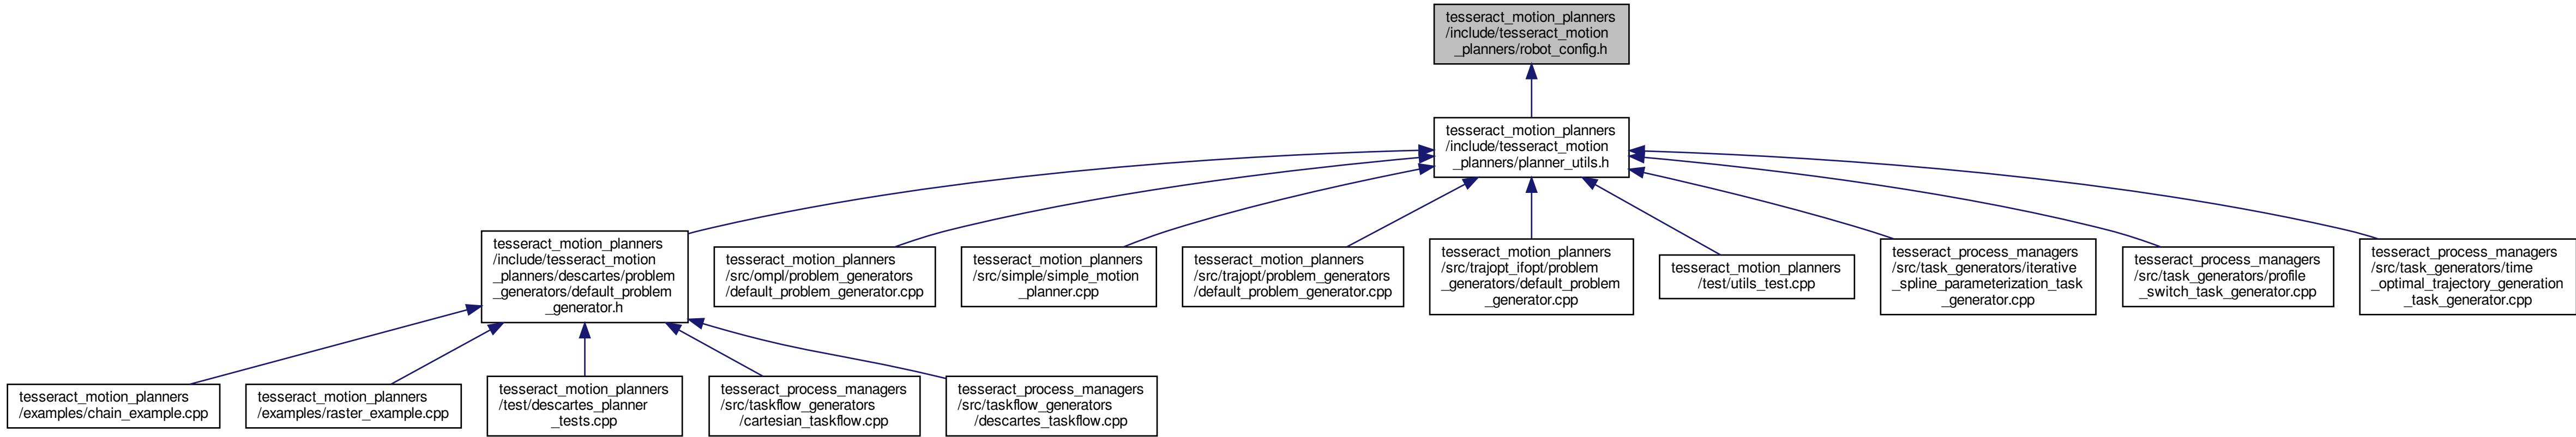 tesseract_motion_planners
/include/tesseract_motion
_planners/robot_config.h
tesseract_motion_planners
/include/tesseract_motion
_planners/planner_utils.h
tesseract_motion_planners
/include/tesseract_motion
_planners/descartes/problem
_generators/default_problem
_generator.h
tesseract_motion_planners
/src/ompl/problem_generators
/default_problem_generator.cpp
tesseract_motion_planners
/src/simple/simple_motion
_planner.cpp
tesseract_motion_planners
/src/trajopt/problem_generators
/default_problem_generator.cpp
tesseract_motion_planners
/src/trajopt_ifopt/problem
_generators/default_problem
_generator.cpp
tesseract_motion_planners
/test/utils_test.cpp
tesseract_process_managers
/src/task_generators/iterative
_spline_parameterization_task
_generator.cpp
tesseract_process_managers
/src/task_generators/profile
_switch_task_generator.cpp
tesseract_process_managers
/src/task_generators/time
_optimal_trajectory_generation
_task_generator.cpp
tesseract_motion_planners
/examples/chain_example.cpp
tesseract_motion_planners
/examples/raster_example.cpp
tesseract_motion_planners
/test/descartes_planner
_tests.cpp
tesseract_process_managers
/src/taskflow_generators
/cartesian_taskflow.cpp
tesseract_process_managers
/src/taskflow_generators
/descartes_taskflow.cpp